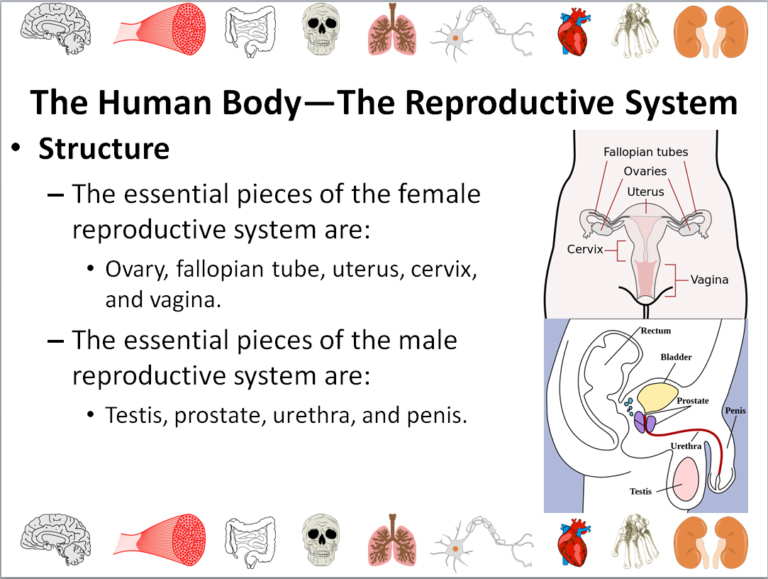 The Human Body—The Reproductive System
• Structure
– The essential pieces of the female
reproductive system are:
• Ovary, fallopian tube, uterus, cervix,
and vagina.
– The essential pieces of the male
reproductive system are:
• Testis, prostate, urethra, and penis.
Fallopian tubes
Ovaries
Uterus
Cervix
Vagina
Rectum
Bladder
Prostate
Penis
Urethra
Testis